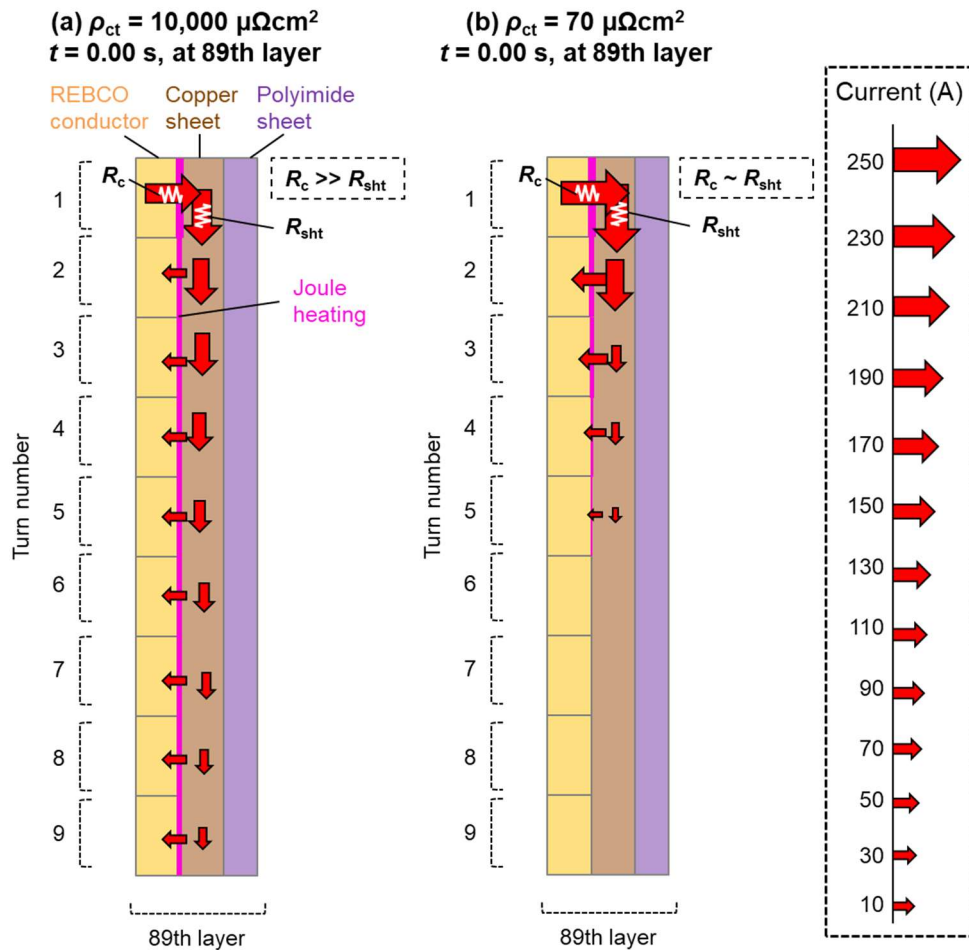 (a) ρct = 10,000 μΩcm²
t = 0.00 s, at 89th layer
REBCO conductor
Copper sheet
Polyimide sheet
Rc
Rc >> Rsht
Rsht
Joule heating
Turn number
1
2
3
4
5
6
7
8
9
89th layer
(b) ρct = 70 μΩcm²
t = 0.00 s, at 89th layer
Rc
Rc ~ Rsht
Rsht
Turn number
1
2
3
4
5
6
7
8
9
89th layer
Current (A)
250
230
210
190
170
150
130
110
90
70
50
30
10